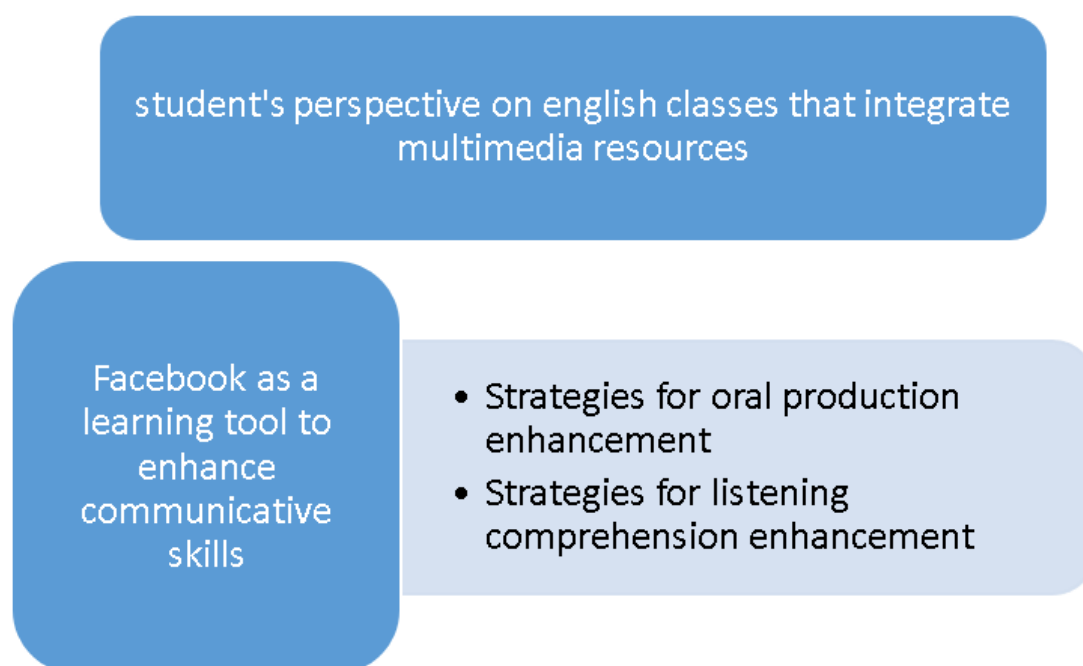 student's perspective on english classes that integrate
multimedia resources
Facebook as a
learning tool to
enhance
communicative
skills
• Strategies for oral production
enhancement
• Strategies for listening
comprehension enhancement